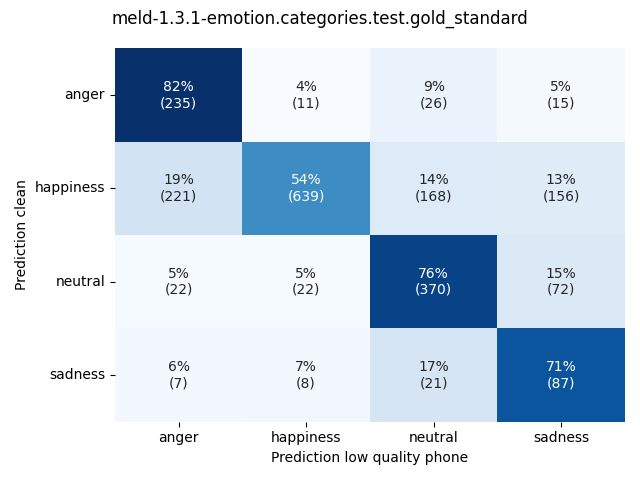 meld-1.3.1-emotion.categories.test.gold_standard
Prediction clean
anger
82% 4% 9% 5%
(235) (11) (26) (15)
happiness
19% 54% 14% 13%
(221) (639) (168) (156)
neutral
5% 5% 76% 15%
(22) (22) (370) (72)
sadness
6% 7% 17% 71%
(7) (8) (21) (87)
anger happiness neutral sadness
Prediction low quality phone